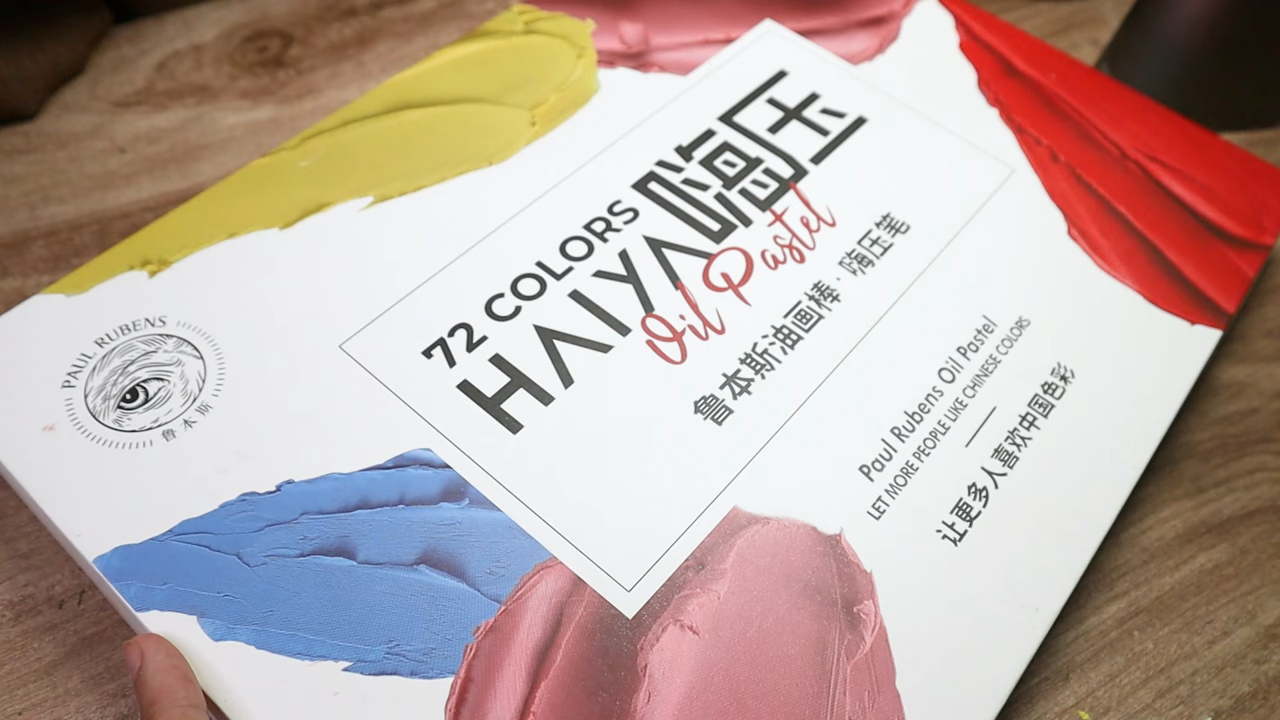 PAUL RUBENS
鲁本斯
72 COLORS
HAIYA嗨压
Oil Pastel
鲁本斯油画棒·嗨压笔
Paul Rubens Oil Pastel
LET MORE PEOPLE LIKE CHINESE COLORS
让更多人喜欢中国色彩